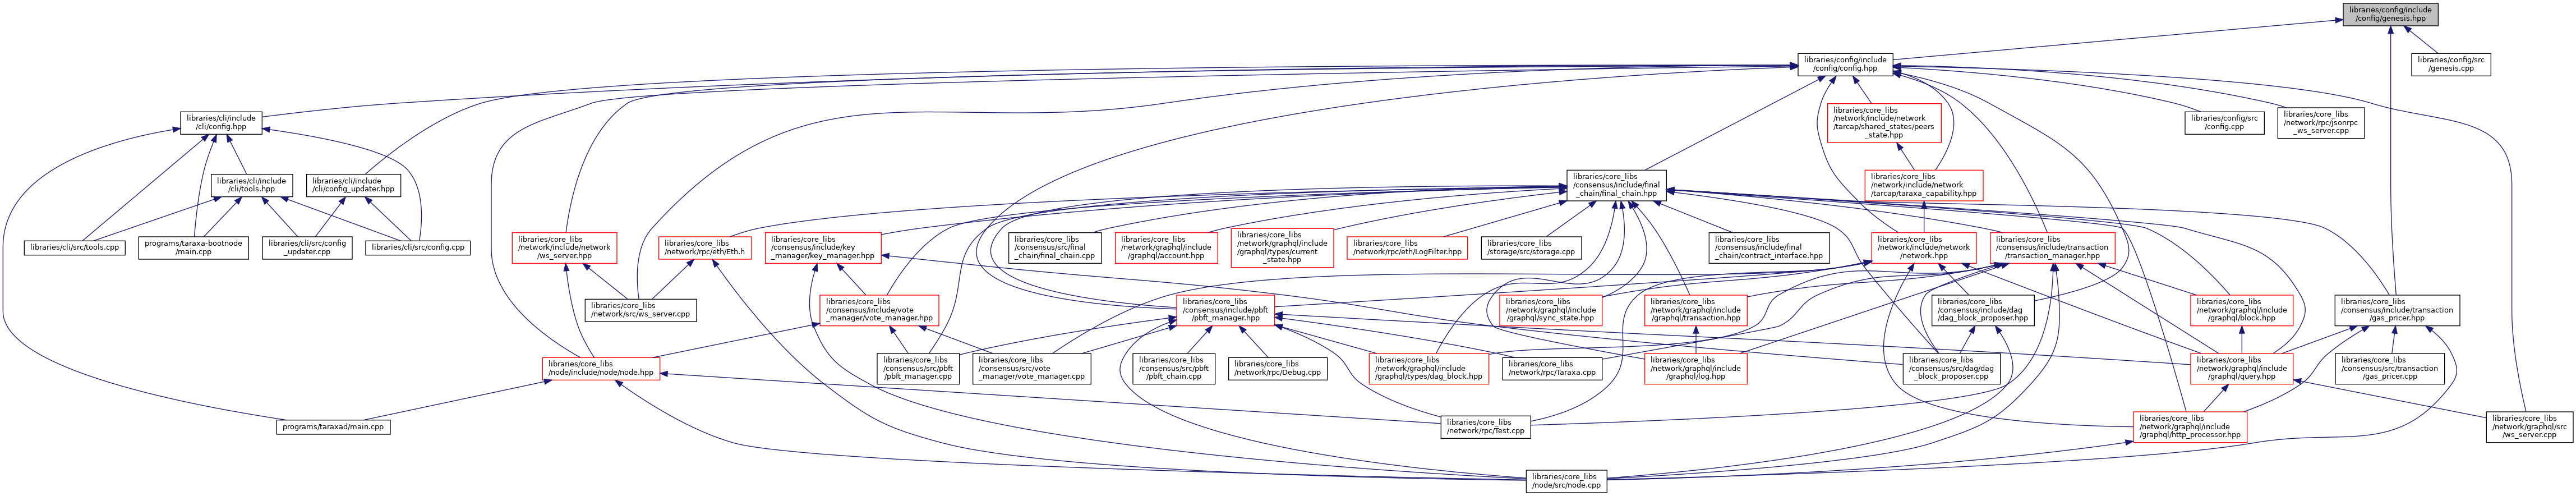 libraries/config/include
/config/genesis.hpp
libraries/config/include
/config/config.hpp
libraries/config/src
/genesis.cpp
libraries/cli/include
/cli/config.hpp
libraries/core_libs
/network/include/network
/tarcap/shared_states/peers
_state.hpp
libraries/config/src
/config.cpp
libraries/core_libs
/network/rpc/jsonrpc
_ws_server.cpp
libraries/cli/include
/cli/tools.hpp
libraries/cli/include
/cli/config_updater.hpp
libraries/core_libs
/consensus/include/final
_chain/final_chain.hpp
libraries/core_libs
/network/include/network
/tarcap/taraxa_capability.hpp
libraries/cli/src/tools.cpp
programs/taraxa-bootnode
/main.cpp
libraries/cli/src/config
_updater.cpp
libraries/cli/src/config.cpp
libraries/core_libs
/network/include/network
/ws_server.hpp
libraries/core_libs
/network/rpc/eth/Eth.h
libraries/core_libs
/consensus/include/key
_manager/key_manager.hpp
libraries/core_libs
/consensus/src/final
_chain/final_chain.cpp
libraries/core_libs
/network/graphql/include
/graphql/account.hpp
libraries/core_libs
/network/graphql/include
/graphql/types/current
_state.hpp
libraries/core_libs
/network/rpc/eth/LogFilter.hpp
libraries/core_libs
/storage/src/storage.cpp
libraries/core_libs
/consensus/include/final
_chain/contract_interface.hpp
libraries/core_libs
/network/include/network
/network.hpp
libraries/core_libs
/consensus/include/transaction
/transaction_manager.hpp
libraries/core_libs
/network/src/ws_server.cpp
libraries/core_libs
/consensus/include/vote
_manager/vote_manager.hpp
libraries/core_libs
/consensus/include/pbft
/pbft_manager.hpp
libraries/core_libs
/network/graphql/include
/graphql/sync_state.hpp
libraries/core_libs
/network/graphql/include
/graphql/transaction.hpp
libraries/core_libs
/consensus/include/dag
/dag_block_proposer.hpp
libraries/core_libs
/network/graphql/include
/graphql/block.hpp
libraries/core_libs
/consensus/include/transaction
/gas_pricer.hpp
libraries/core_libs
/node/include/node/node.hpp
libraries/core_libs
/consensus/src/pbft
/pbft_manager.cpp
libraries/core_libs
/consensus/src/vote
_manager/vote_manager.cpp
libraries/core_libs
/consensus/src/pbft
/pbft_chain.cpp
libraries/core_libs
/network/rpc/Debug.cpp
libraries/core_libs
/network/graphql/include
/graphql/types/dag_block.hpp
libraries/core_libs
/network/rpc/Taraxa.cpp
libraries/core_libs
/network/graphql/include
/graphql/log.hpp
libraries/core_libs
/consensus/src/dag/dag
_block_proposer.cpp
libraries/core_libs
/network/graphql/include
/graphql/query.hpp
libraries/core_libs
/consensus/src/transaction
/gas_pricer.cpp
programs/taraxad/main.cpp
libraries/core_libs
/network/rpc/Test.cpp
libraries/core_libs
/network/graphql/include
/graphql/http_processor.hpp
libraries/core_libs
/network/graphql/src
/ws_server.cpp
libraries/core_libs
/node/src/node.cpp